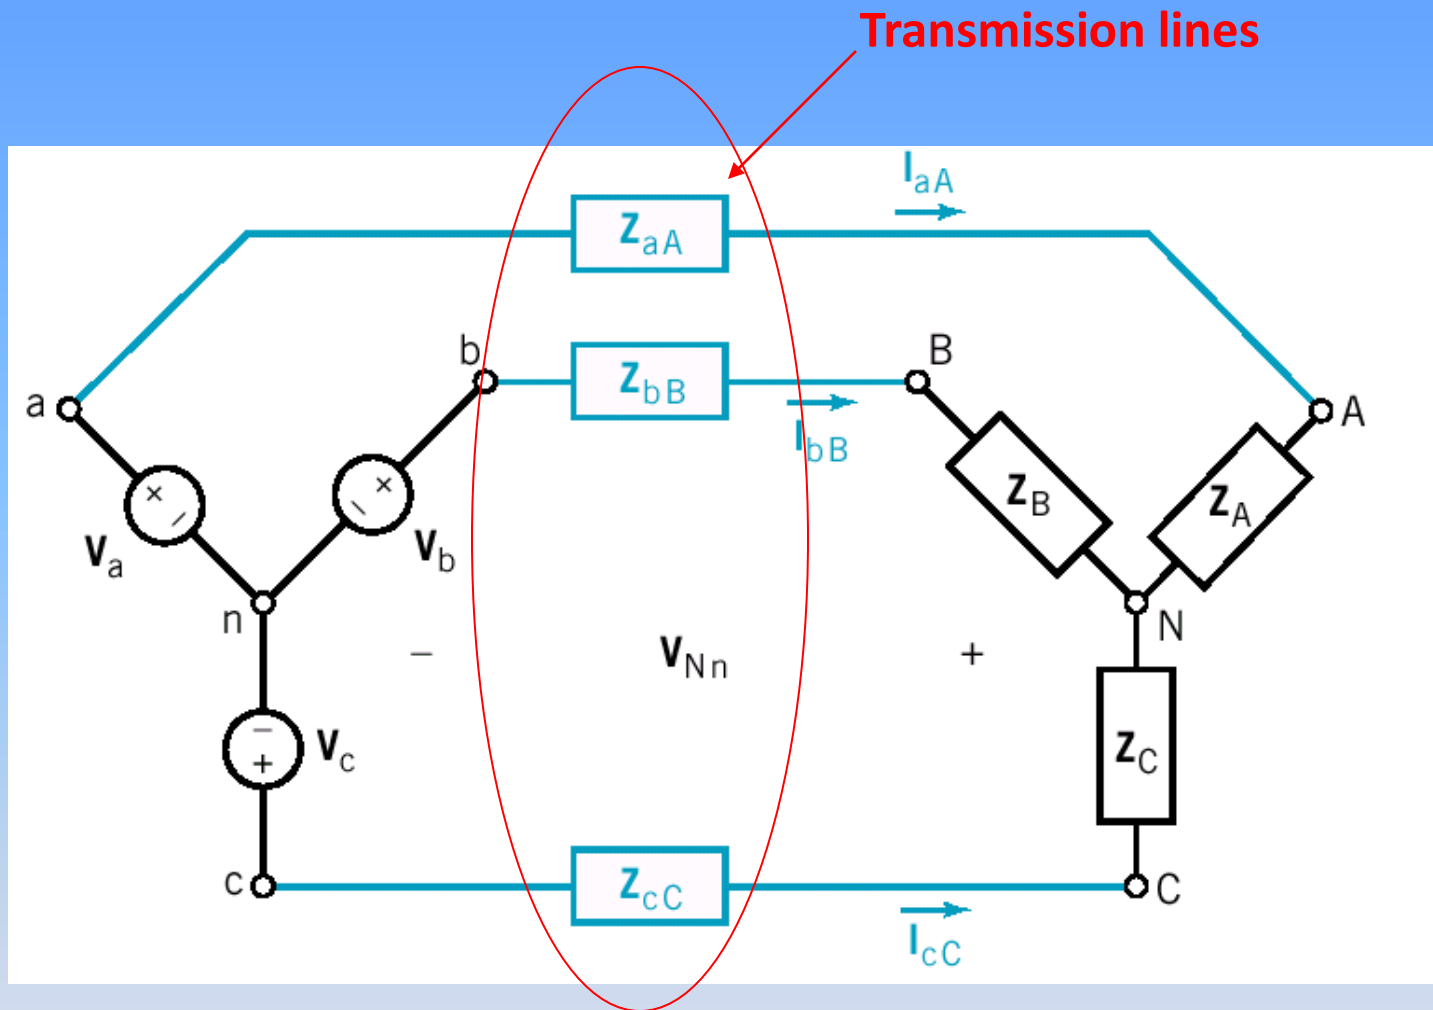 Transmission lines
IaA
ZaA
b
B
ZbB
a
A
IbB
+ −
− +
ZB
ZA
Va
Vb
n
N
− VNn +
−
+
Vc
ZC
c
ZcC
C
IcC